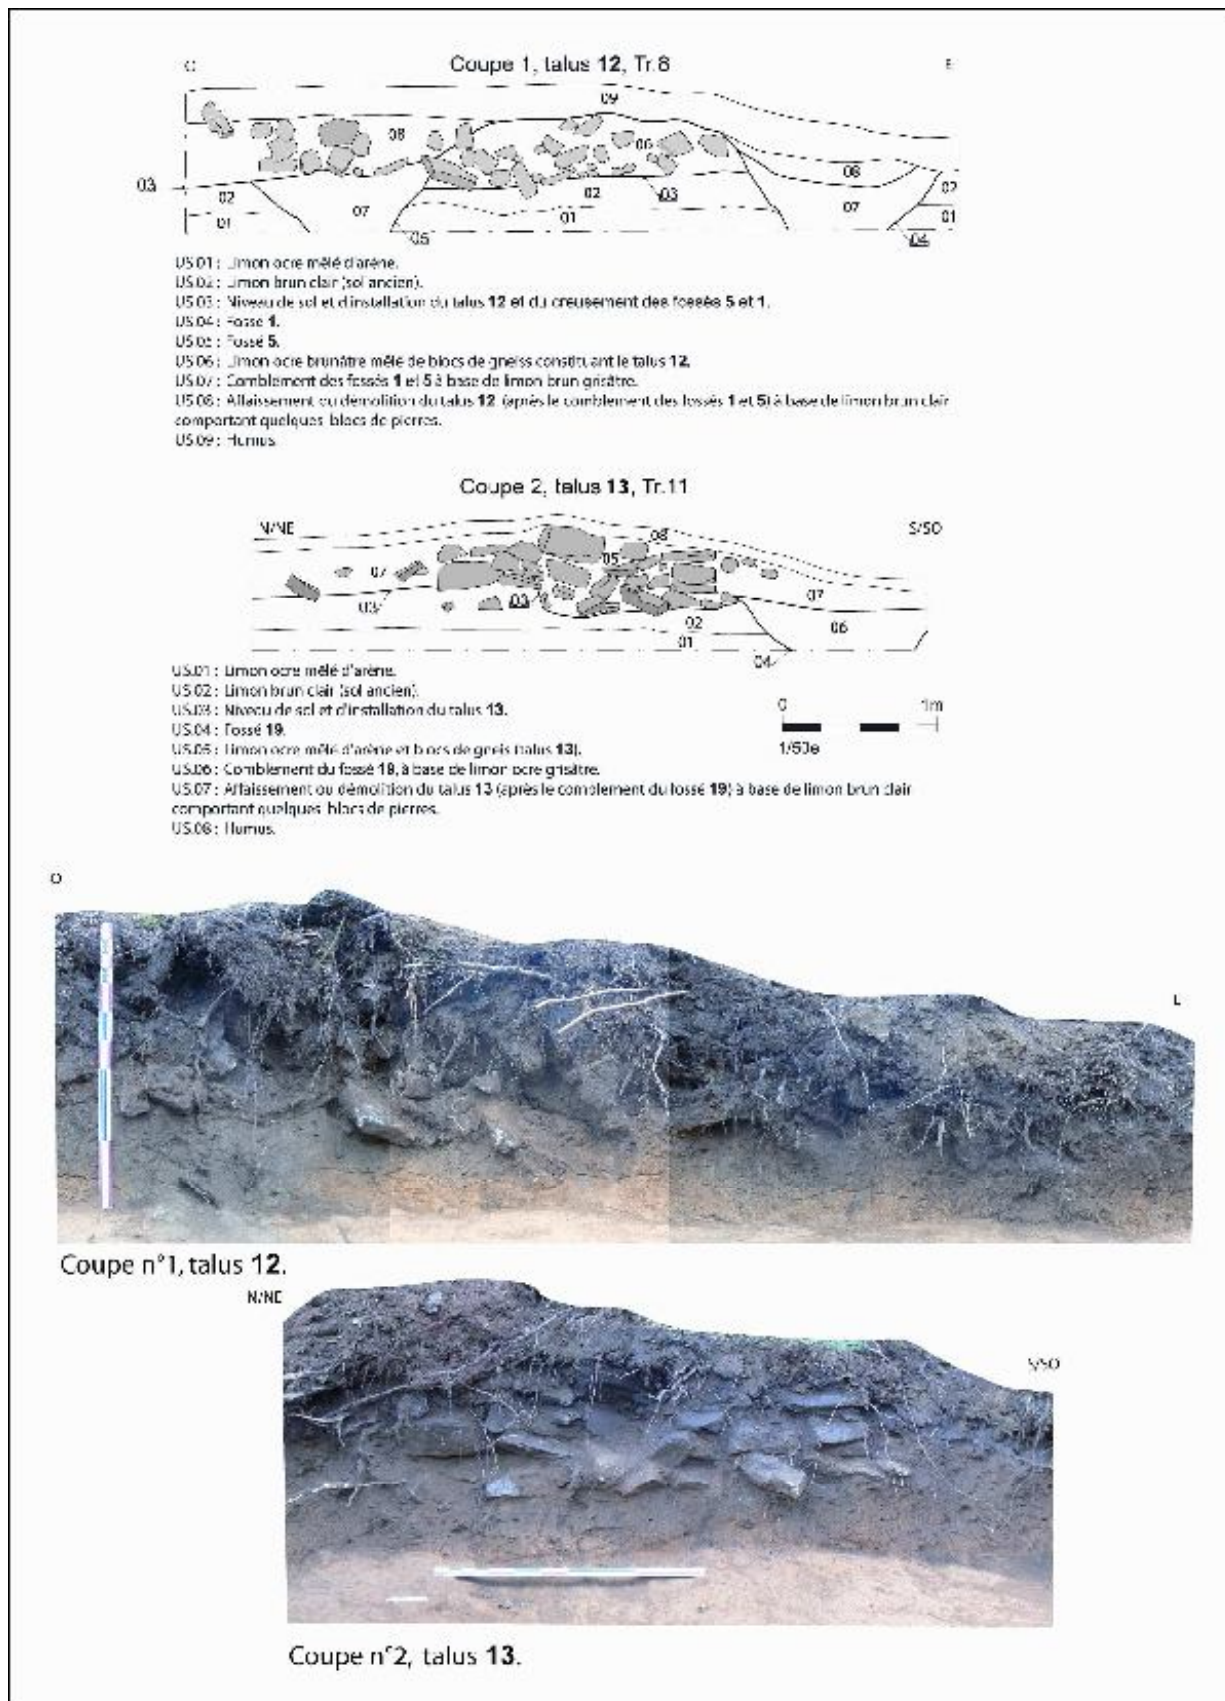 O
Coupe 1, talus 12, Tr.8
E
09
08
06
03
02
02
03
08
02
01
07
01
07
01
05
04
US.01 : Limon ocre mêlé d'arène.
US.02 : Limon brun clair (sol ancien).
US.03 : Niveau de sol et d'installation du talus 12 et du creusement des fossés 5 et 1.
US.04 : Fossé 1.
US.05 : Fossé 5.
US.06 : Limon ocre brunâtre mêlé de blocs de gneiss constituant le talus 12.
US.07 : Comblement des fossés 1 et 5 à base de limon brun grisâtre.
US.08 : Affaissement ou démolition du talus 12 (après le comblement des fossés 1 et 5) à base de limon brun clair
comportant quelques blocs de pierres.
US.09 : Humus.
Coupe 2, talus 13, Tr.11
N/NE
S/SO
08
05
07
03
03
07
02
06
01
04
US.01 : Limon ocre mêlé d'arène.
US.02 : Limon brun clair (sol ancien).
US.03 : Niveau de sol et d'installation du talus 13.
US.04 : Fossé 19.
US.05 : Limon ocre mêlé d'arène et blocs de gneis (talus 13).
US.06 : Comblement du fossé 19, à base de limon ocre grisâtre.
US.07 : Affaissement ou démolition du talus 13 (après le comblement du fossé 19) à base de limon brun clair
comportant quelques blocs de pierres.
US.08 : Humus.
0 1m
1/50e
O
Coupe n°1, talus 12.
N/NE
S/SO
Coupe n°2, talus 13.